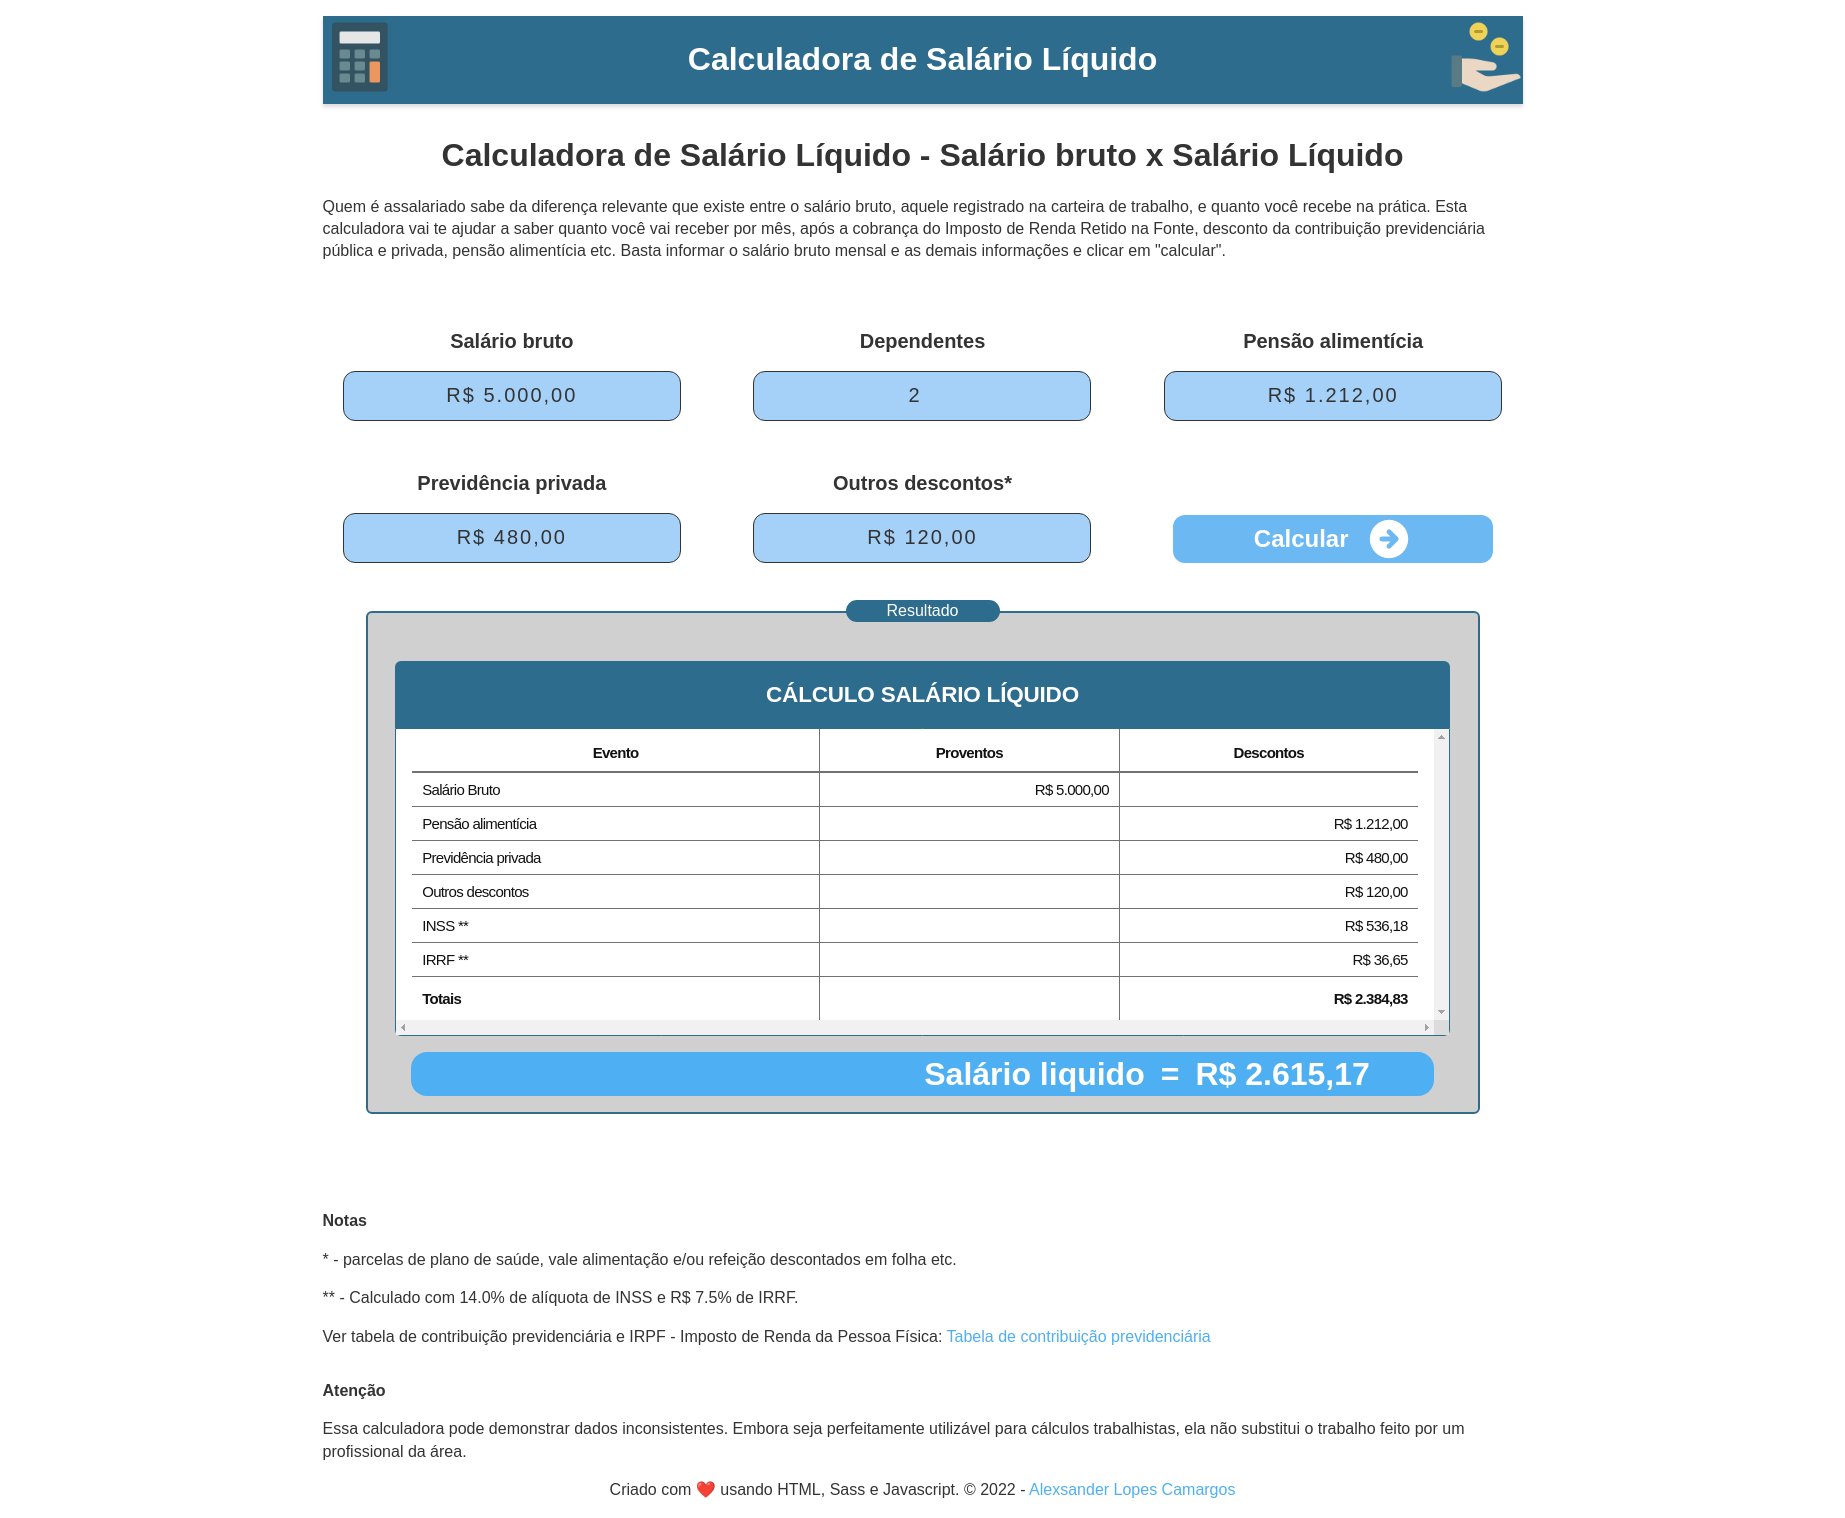 Calculadora de Salário Líquido
Calculadora de Salário Líquido - Salário bruto x Salário Líquido
Quem é assalariado sabe da diferença relevante que existe entre o salário bruto, aquele registrado na carteira de trabalho, e quanto você recebe na prática. Esta
calculadora vai te ajudar a saber quanto você vai receber por mês, após a cobrança do Imposto de Renda Retido na Fonte, desconto da contribuição previdenciária
pública e privada, pensão alimentícia etc. Basta informar o salário bruto mensal e as demais informações e clicar em "calcular".
Salário bruto Dependentes Pensão alimentícia
R$ 5.000,00 2 R$ 1.212,00
Previdência privada Outros descontos*
R$ 480,00 R$ 120,00 Calcular
Resultado
CÁLCULO SALÁRIO LÍQUIDO
Evento Proventos Descontos
Salário Bruto R$ 5.000,00
Pensão alimentícia R$ 1.212,00
Previdência privada R$ 480,00
Outros descontos R$ 120,00
INSS ** R$ 536,18
IRRF ** R$ 36,65
Totais R$ 2.384,83
Salário liquido = R$ 2.615,17
Notas
* - parcelas de plano de saúde, vale alimentação e/ou refeição descontados em folha etc.
** - Calculado com 14.0% de alíquota de INSS e R$ 7.5% de IRRF.
Ver tabela de contribuição previdenciária e IRPF - Imposto de Renda da Pessoa Física: Tabela de contribuição previdenciária
Atenção
Essa calculadora pode demonstrar dados inconsistentes. Embora seja perfeitamente utilizável para cálculos trabalhistas, ela não substitui o trabalho feito por um
profissional da área.
Criado com ❤️ usando HTML, Sass e Javascript. © 2022 - Alexsander Lopes Camargos